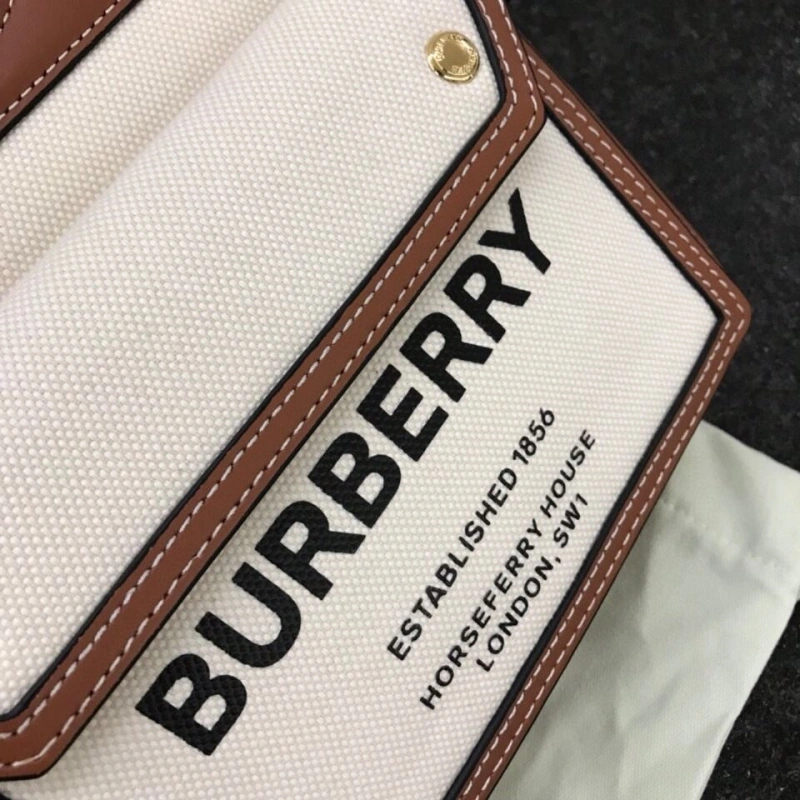 BURBERRY
ESTABLISHED 1856
HORSEFERRY HOUSE
LONDON, SW1